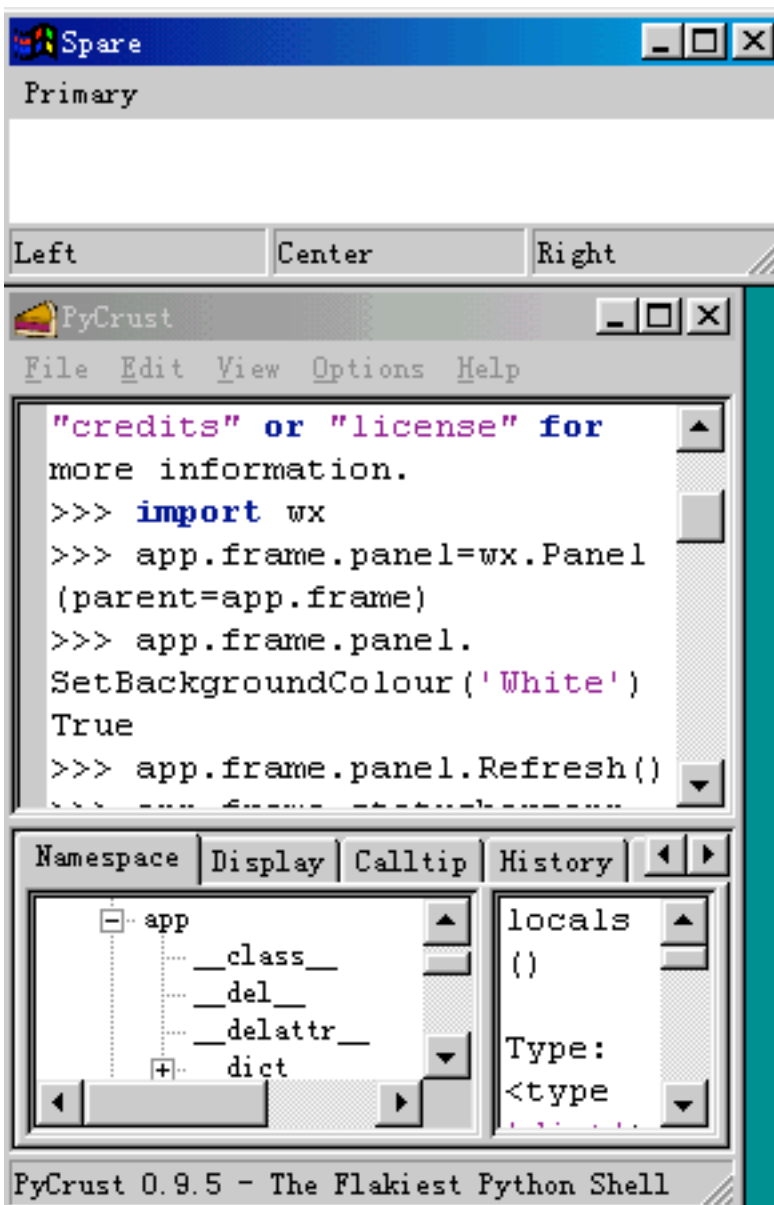 Spare
Primary
Left Center Right
PyCrust
File Edit View Options Help
"credits" or "license" for
more information.
>>> import wx
>>> app.frame.panel=wx.Panel
(parent=app.frame)
>>> app.frame.panel.
SetBackgroundColour('White')
True
>>> app.frame.panel.Refresh()
Namespace Display Calltip History
app
__class__
__del__
__delattr__
dict
locals
()
Type:
<type
PyCrust 0.9.5 - The Flakiest Python Shell